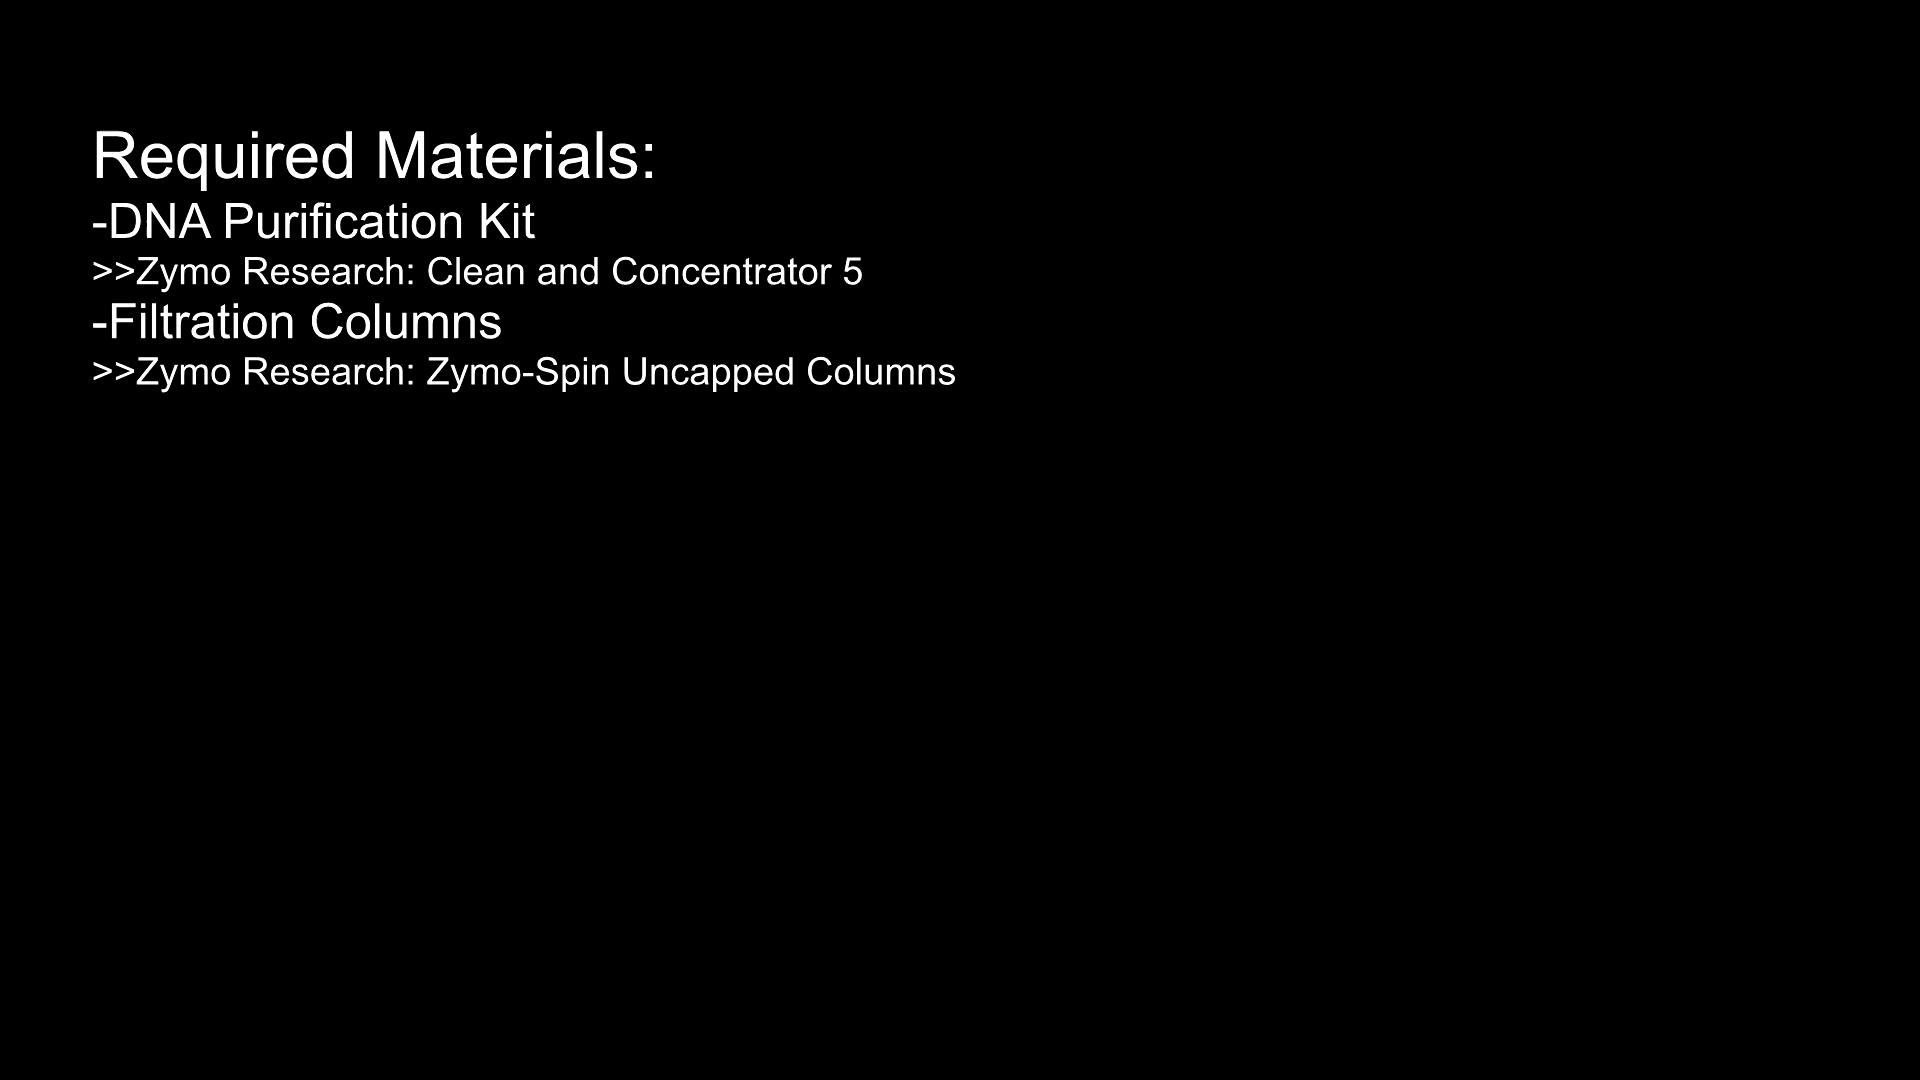 Required Materials:
-DNA Purification Kit
>>Zymo Research: Clean and Concentrator 5
-Filtration Columns
>>Zymo Research: Zymo-Spin Uncapped Columns